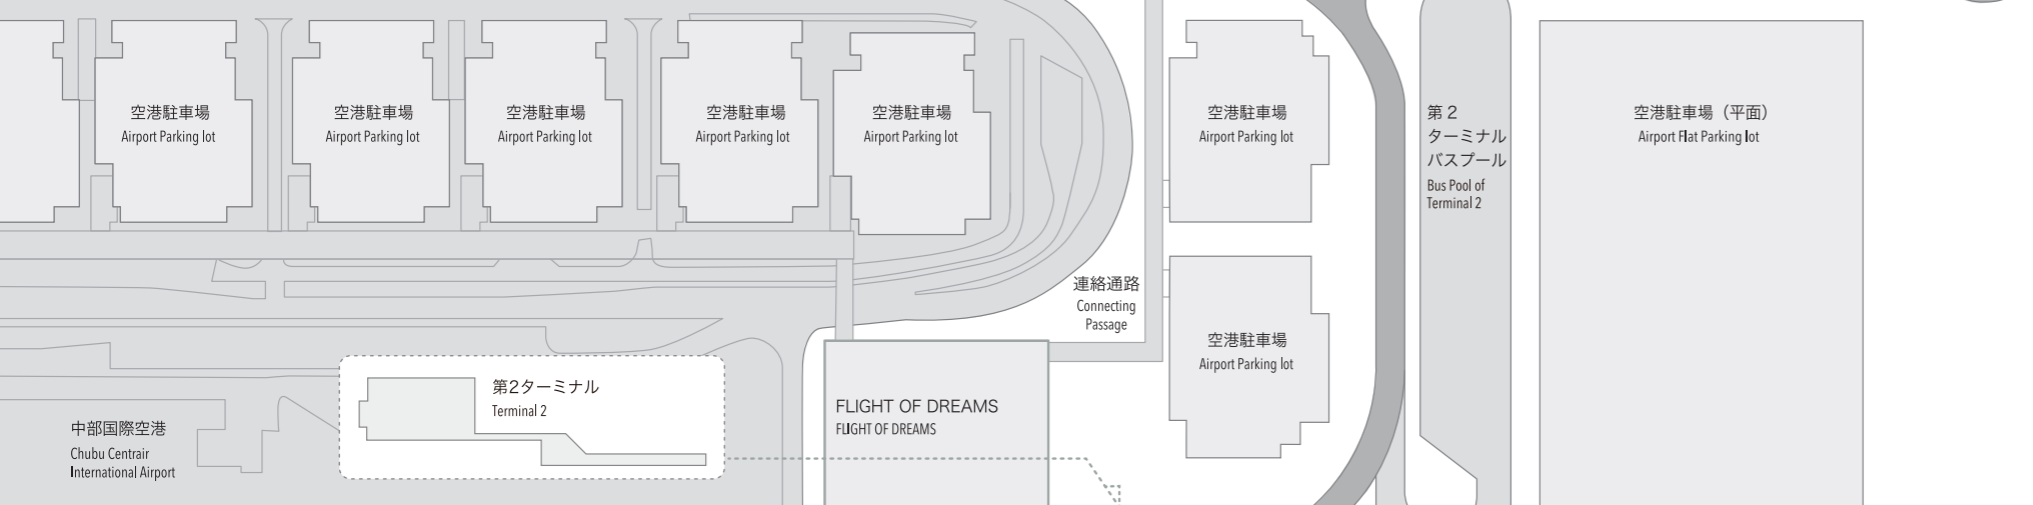 空港駐車場
Airport Parking lot
空港駐車場
Airport Parking lot
空港駐車場
Airport Parking lot
空港駐車場
Airport Parking lot
空港駐車場
Airport Parking lot
空港駐車場
Airport Parking lot
第 2
ターミナル
バスプール
Bus Pool of
Terminal 2
空港駐車場（平面）
Airport Flat Parking lot
連絡通路
Connecting
Passage
空港駐車場
Airport Parking lot
第2ターミナル
Terminal 2
FLIGHT OF DREAMS
FLIGHT OF DREAMS
中部国際空港
Chubu Centrair
International Airport